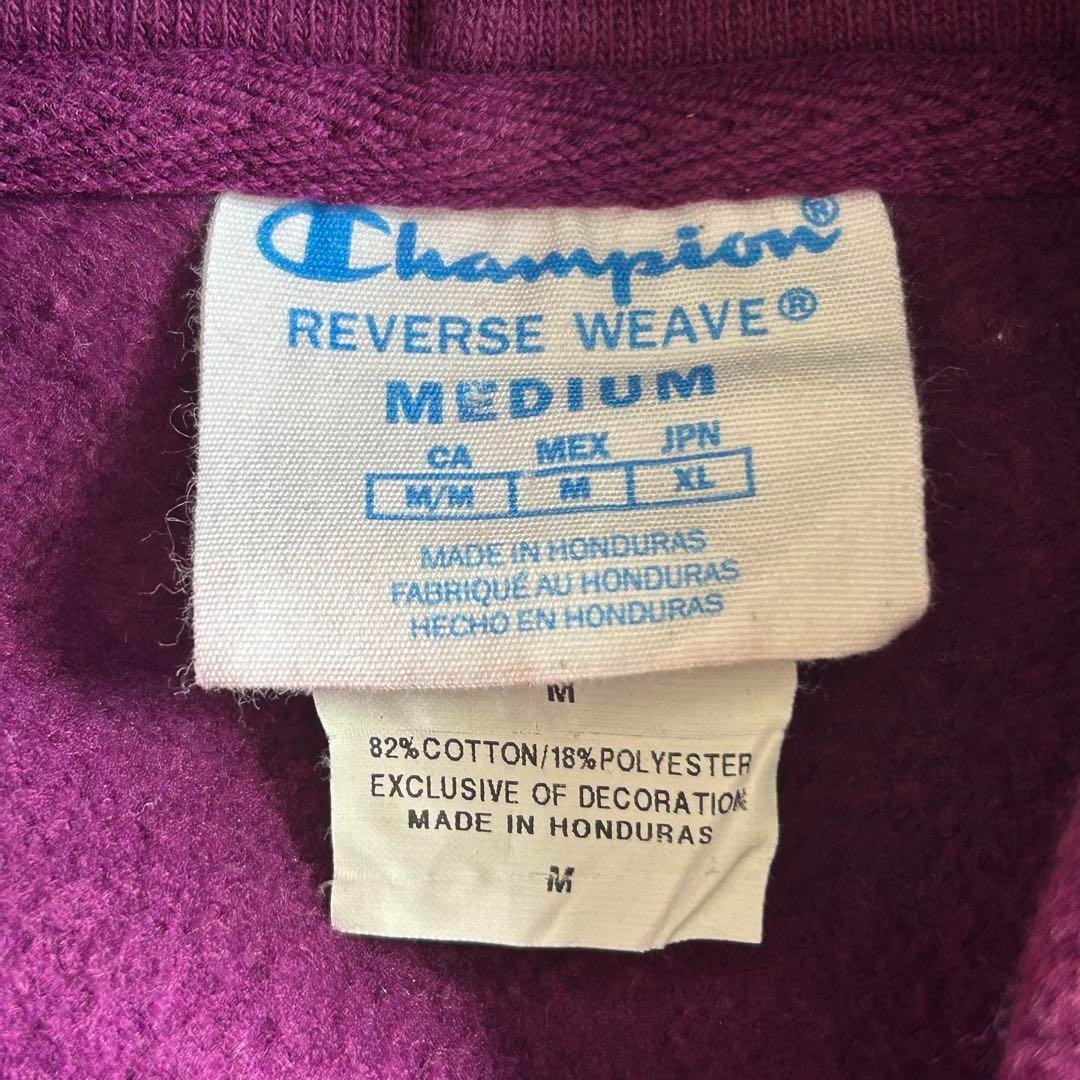 Champion®
REVERSE WEAVE®
MEDIUM
CA MEX JPN
M/M M XL
MADE IN HONDURAS
FABRIQUÉ AU HONDURAS
HECHO EN HONDURAS
M
82%COTTON/18%POLYESTER
EXCLUSIVE OF DECORATION
MADE IN HONDURAS
M